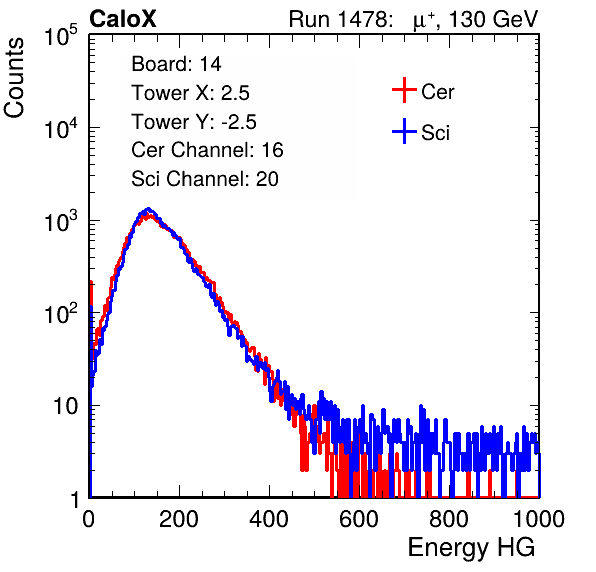 CaloX Run 1478: μ⁺, 130 GeV
Counts
10⁵
10⁴
10³
10²
10
1
Board: 14
Tower X: 2.5
Tower Y: -2.5
Cer Channel: 16
Sci Channel: 20
Cer
Sci
0 200 400 600 800 1000
Energy HG